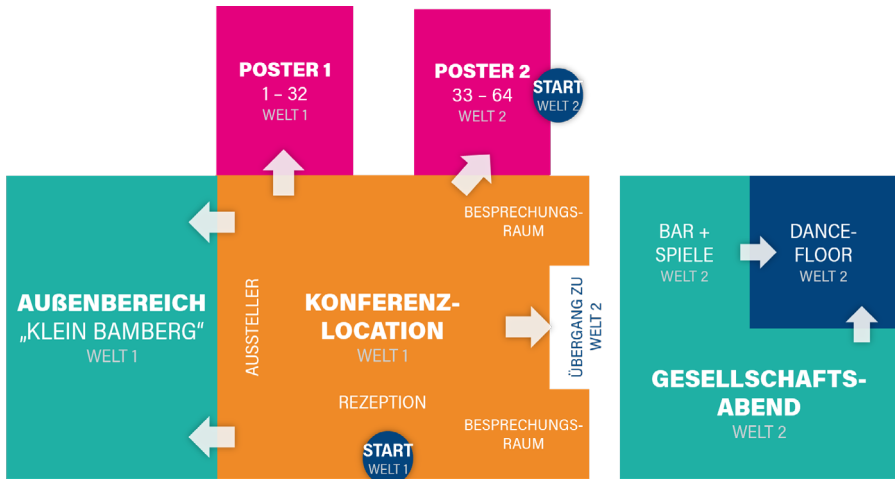 POSTER 1
1 – 32
WELT 1
POSTER 2
33 – 64
WELT 2
START
WELT 2
AUßENBEREICH
„KLEIN BAMBERG“
WELT 1
AUSSTELLER
KONFERENZ-
LOCATION
WELT 1
REZEPTION
START
WELT 1
BESPRECHUNGS-
RAUM
ÜBERGANG ZU
WELT 2
BESPRECHUNGS-
RAUM
BAR +
SPIELE
WELT 2
DANCE-
FLOOR
WELT 2
GESELLSCHAFTS-
ABEND
WELT 2